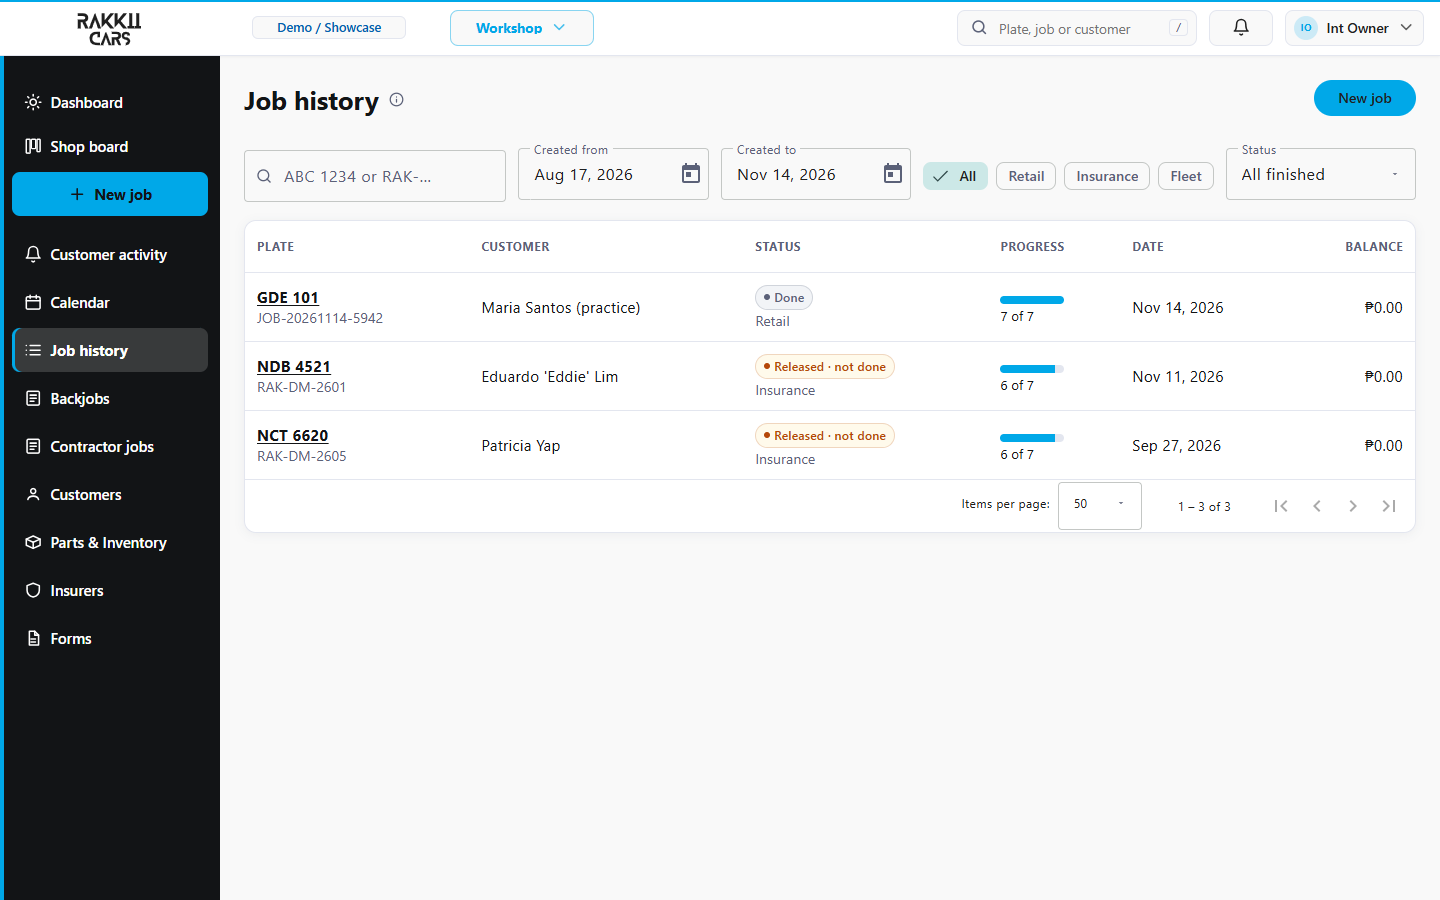 RAKKII CARS
Demo / Showcase
Workshop
Plate, job or customer
/
IO
Int Owner
Dashboard
Shop board
+ New job
Customer activity
Calendar
Job history
Backjobs
Contractor jobs
Customers
Parts & Inventory
Insurers
Forms
Job history
New job
ABC 1234 or RAK-...
Created from
Aug 17, 2026
Created to
Nov 14, 2026
All
Retail
Insurance
Fleet
Status
All finished
PLATE CUSTOMER STATUS PROGRESS DATE BALANCE
GDE 101
JOB-20261114-5942
Maria Santos (practice)
Done
Retail
7 of 7
Nov 14, 2026
₱0.00
NDB 4521
RAK-DM-2601
Eduardo 'Eddie' Lim
Released · not done
Insurance
6 of 7
Nov 11, 2026
₱0.00
NCT 6620
RAK-DM-2605
Patricia Yap
Released · not done
Insurance
6 of 7
Sep 27, 2026
₱0.00
Items per page:
50
1 – 3 of 3